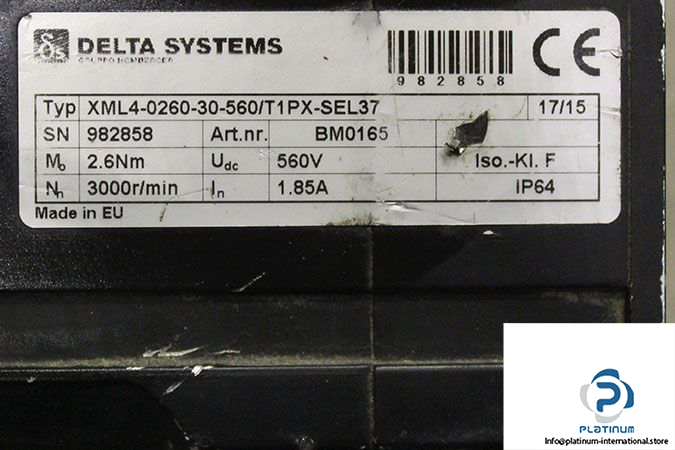 DELTA SYSTEMS
GRUPPO HOMBERGER
982858
Typ XML4-0260-30-560/T1PX-SEL37 17/15
SN 982858 Art.nr. BM0165
M₀ 2.6Nm Udc 560V Iso.-Kl. F
Nn 3000r/min In 1.85A IP64
Made in EU
PLATINUM
info@platinum-international.store